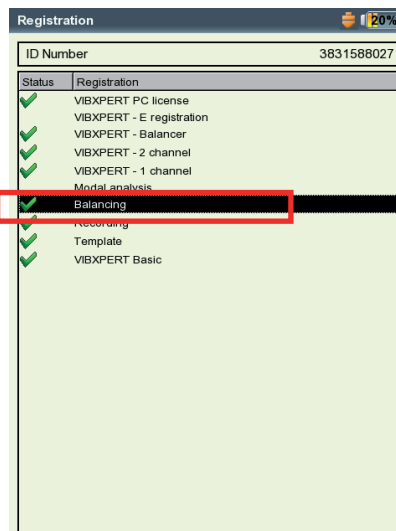 Registration 20%
ID Number 3831588027
Status Registration
VIBXPERT PC license
VIBXPERT - E registration
VIBXPERT - Balancer
VIBXPERT - 2 channel
VIBXPERT - 1 channel
Modal analysis
Balancing
Recording
Template
VIBXPERT Basic